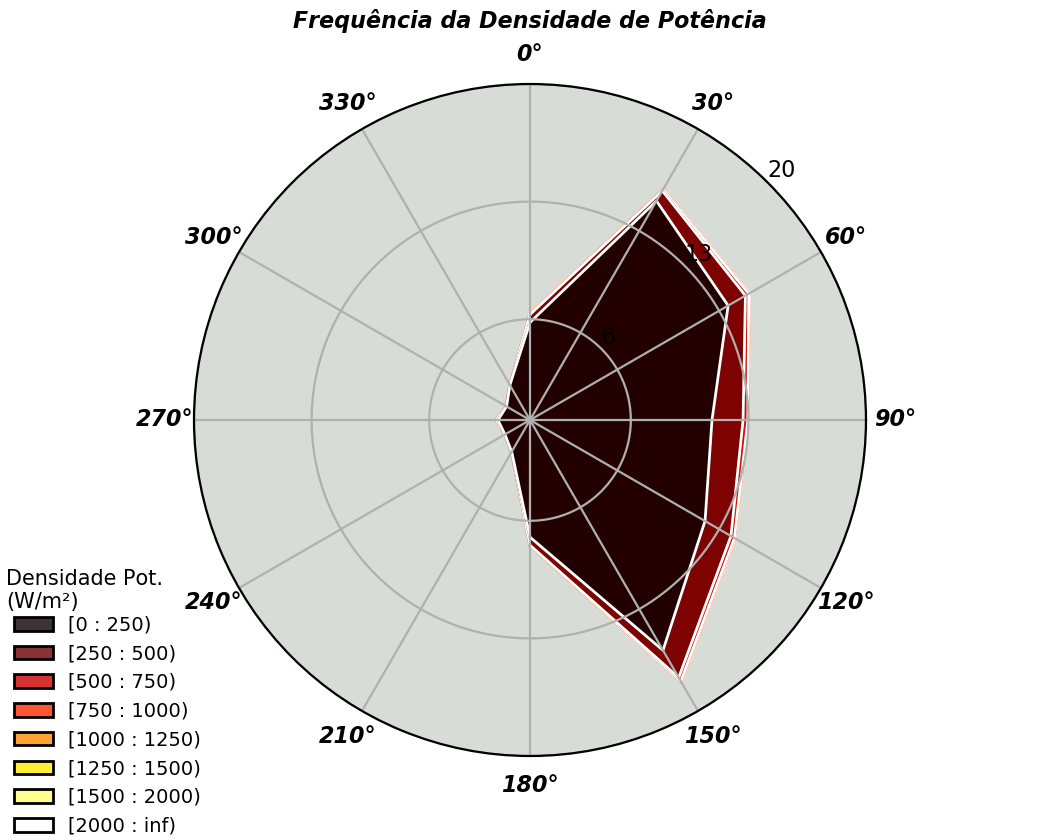 Frequência da Densidade de Potência
0°
330°
30°
20
300°
60°
13
6
270°
90°
240°
120°
210°
150°
180°
Densidade Pot.
(W/m²)
[0 : 250)
[250 : 500)
[500 : 750)
[750 : 1000)
[1000 : 1250)
[1250 : 1500)
[1500 : 2000)
[2000 : inf)